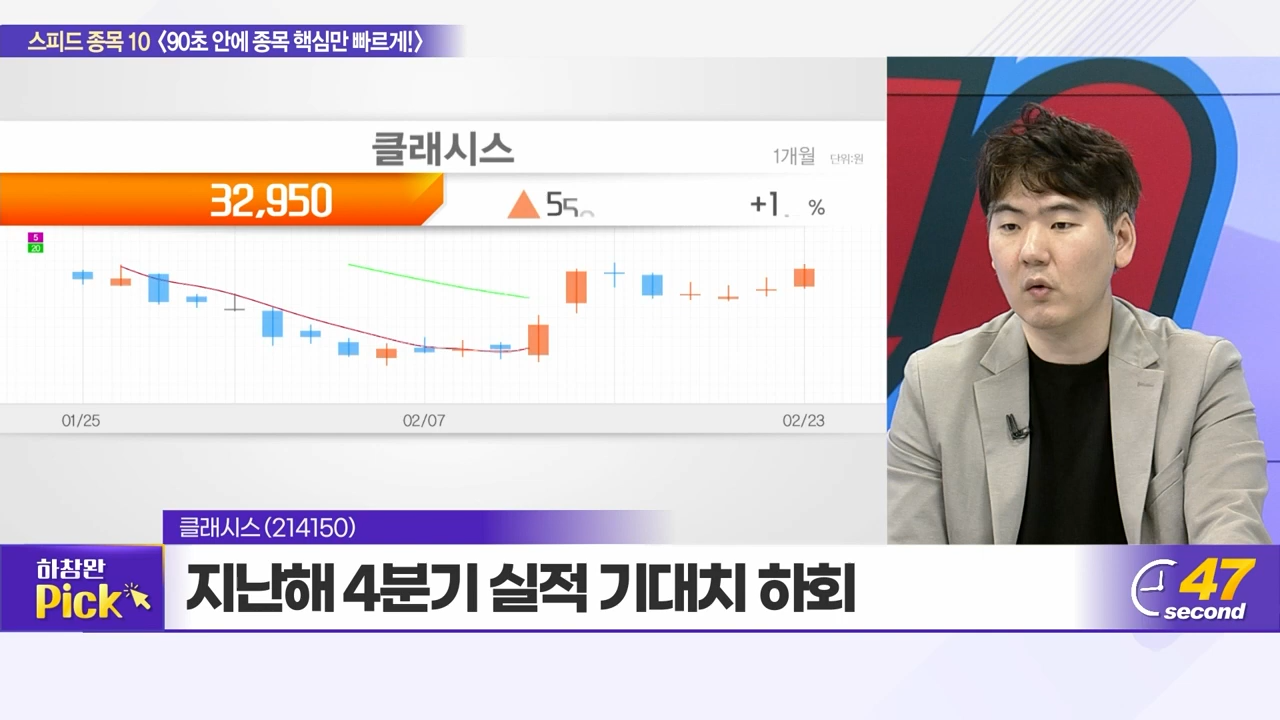 스피드 종목 10 〈90초 안에 종목 핵심만 빠르게!〉
클래시스
1개월 단위:원
32,950
+1 %
5
20
01/25 02/07 02/23
클래시스 (214150)
하창완
Pick
지난해 4분기 실적 기대치 하회
47
second